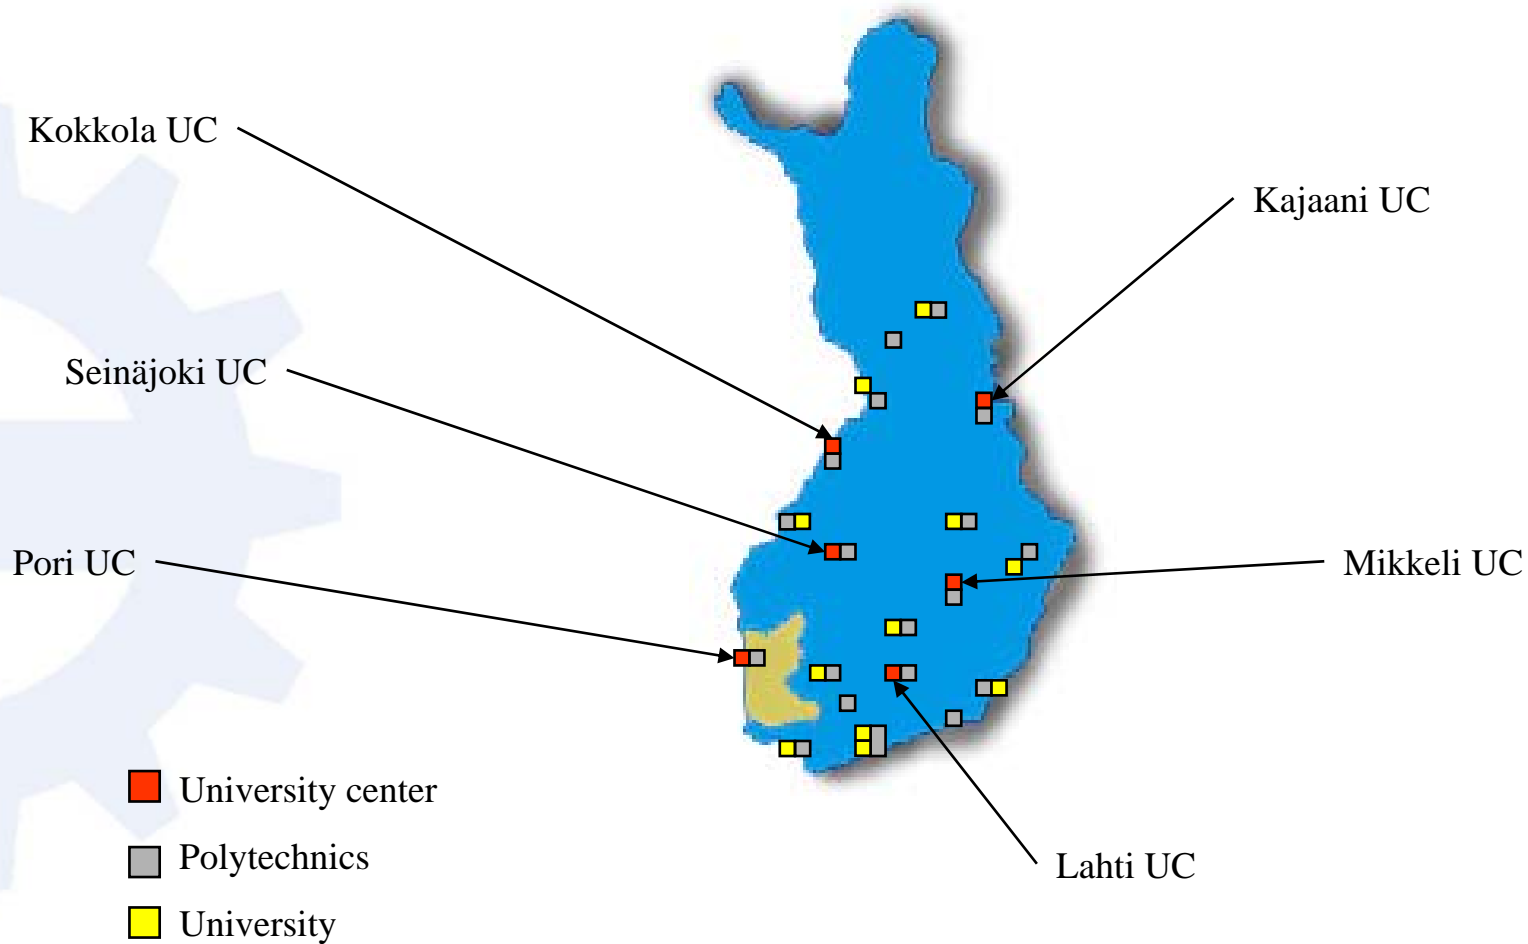 Kokkola UC
Kajaani UC
Seinäjoki UC
Pori UC
Mikkeli UC
University center
Polytechnics
Lahti UC
University